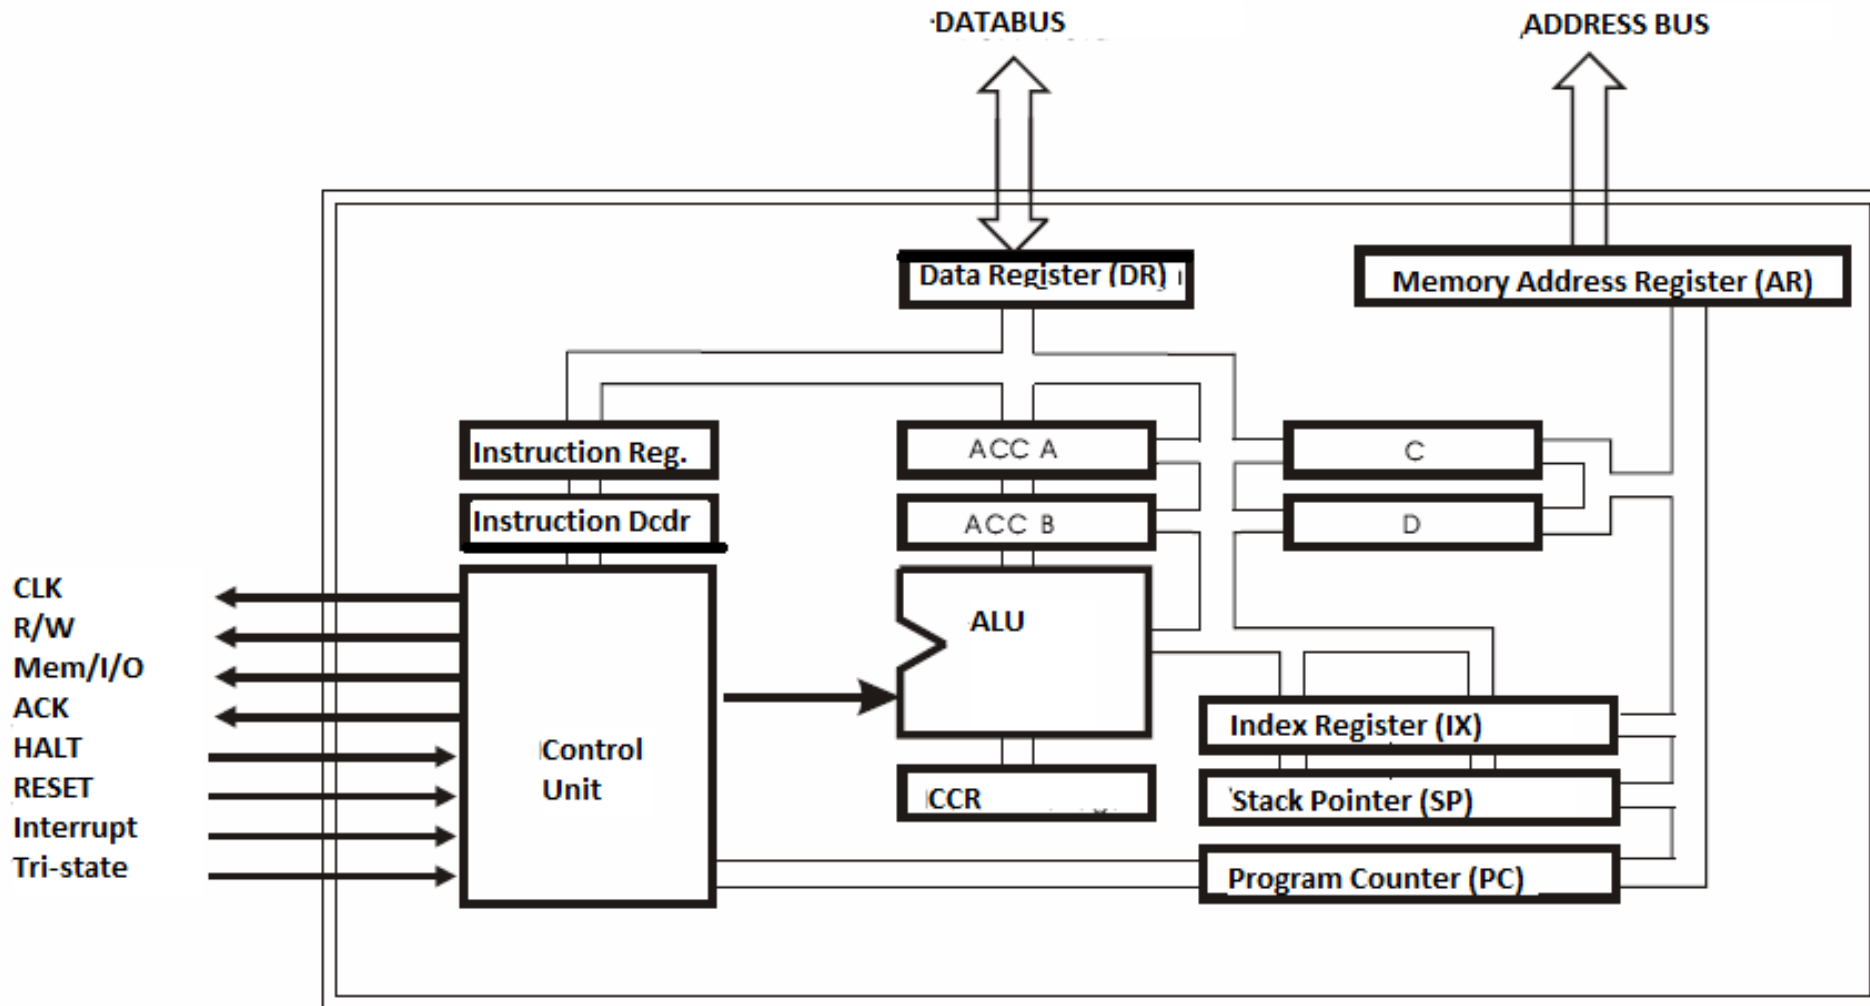 DATABUS
ADDRESS BUS
Data Register (DR)
Memory Address Register (AR)
Instruction Reg.
ACC A
C
Instruction Dcdr
ACC B
D
CLK
R/W
Mem/I/O
ACK
HALT
RESET
Interrupt
Tri-state
Control
Unit
ALU
CCR
Index Register (IX)
Stack Pointer (SP)
Program Counter (PC)